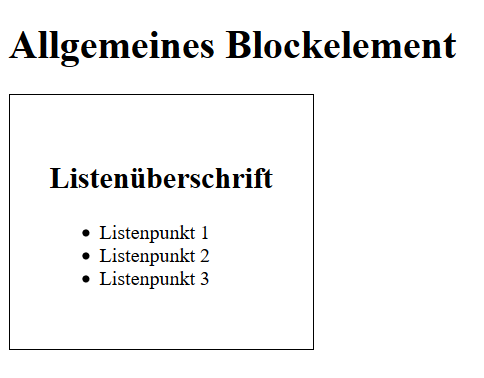 Allgemeines Blockelement
Listenüberschrift
• Listenpunkt 1
• Listenpunkt 2
• Listenpunkt 3